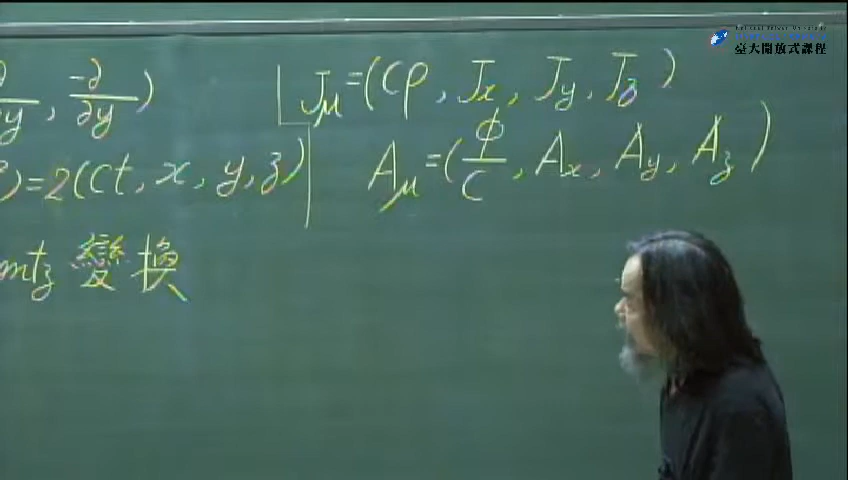 臺大開放式課程
∂/∂y, -∂/∂y)
J_μ=(cρ, J_x, J_y, J_z)
)=2(ct, x, y, z)
A_μ=(Φ/c, A_x, A_y, A_z)
entz 變換